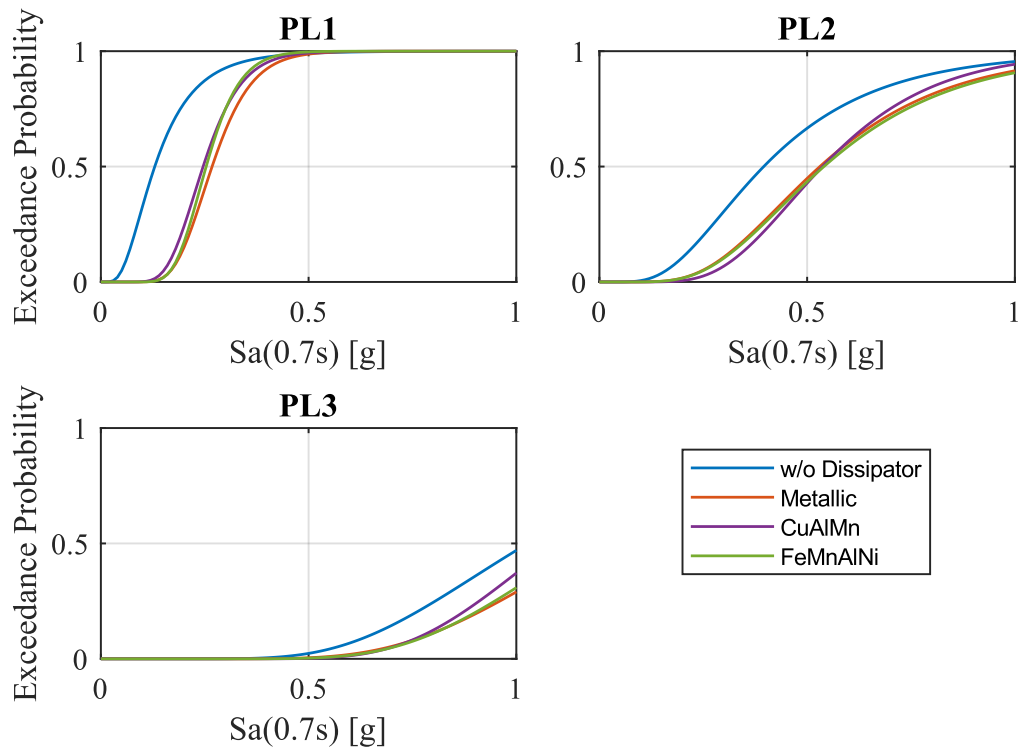 PL1
Exceedance Probability
1
0.5
0
0
0.5
1
Sa(0.7s) [g]
PL2
Exceedance Probability
1
0.5
0
0
0.5
1
Sa(0.7s) [g]
PL3
Exceedance Probability
1
0.5
0
0
0.5
1
Sa(0.7s) [g]
w/o Dissipator
Metallic
CuAlMn
FeMnAlNi